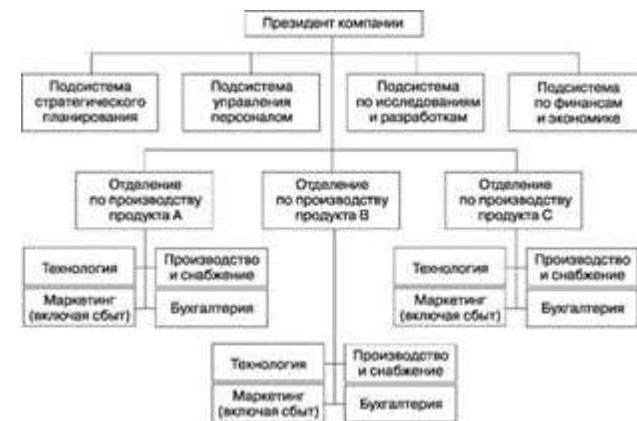 Президент компании
Подсистема
стратегического
планирования
Подсистема
управления
персоналом
Подсистема
по исследованиям
и разработкам
Подсистема
по финансам
и экономике
Отделение
по производству
продукта А
Отделение
по производству
продукта В
Отделение
по производству
продукта С
Технология
Производство
и снабжение
Маркетинг
(включая сбыт)
Бухгалтерия
Технология
Производство
и снабжение
Маркетинг
(включая сбыт)
Бухгалтерия
Технология
Производство
и снабжение
Маркетинг
(включая сбыт)
Бухгалтерия